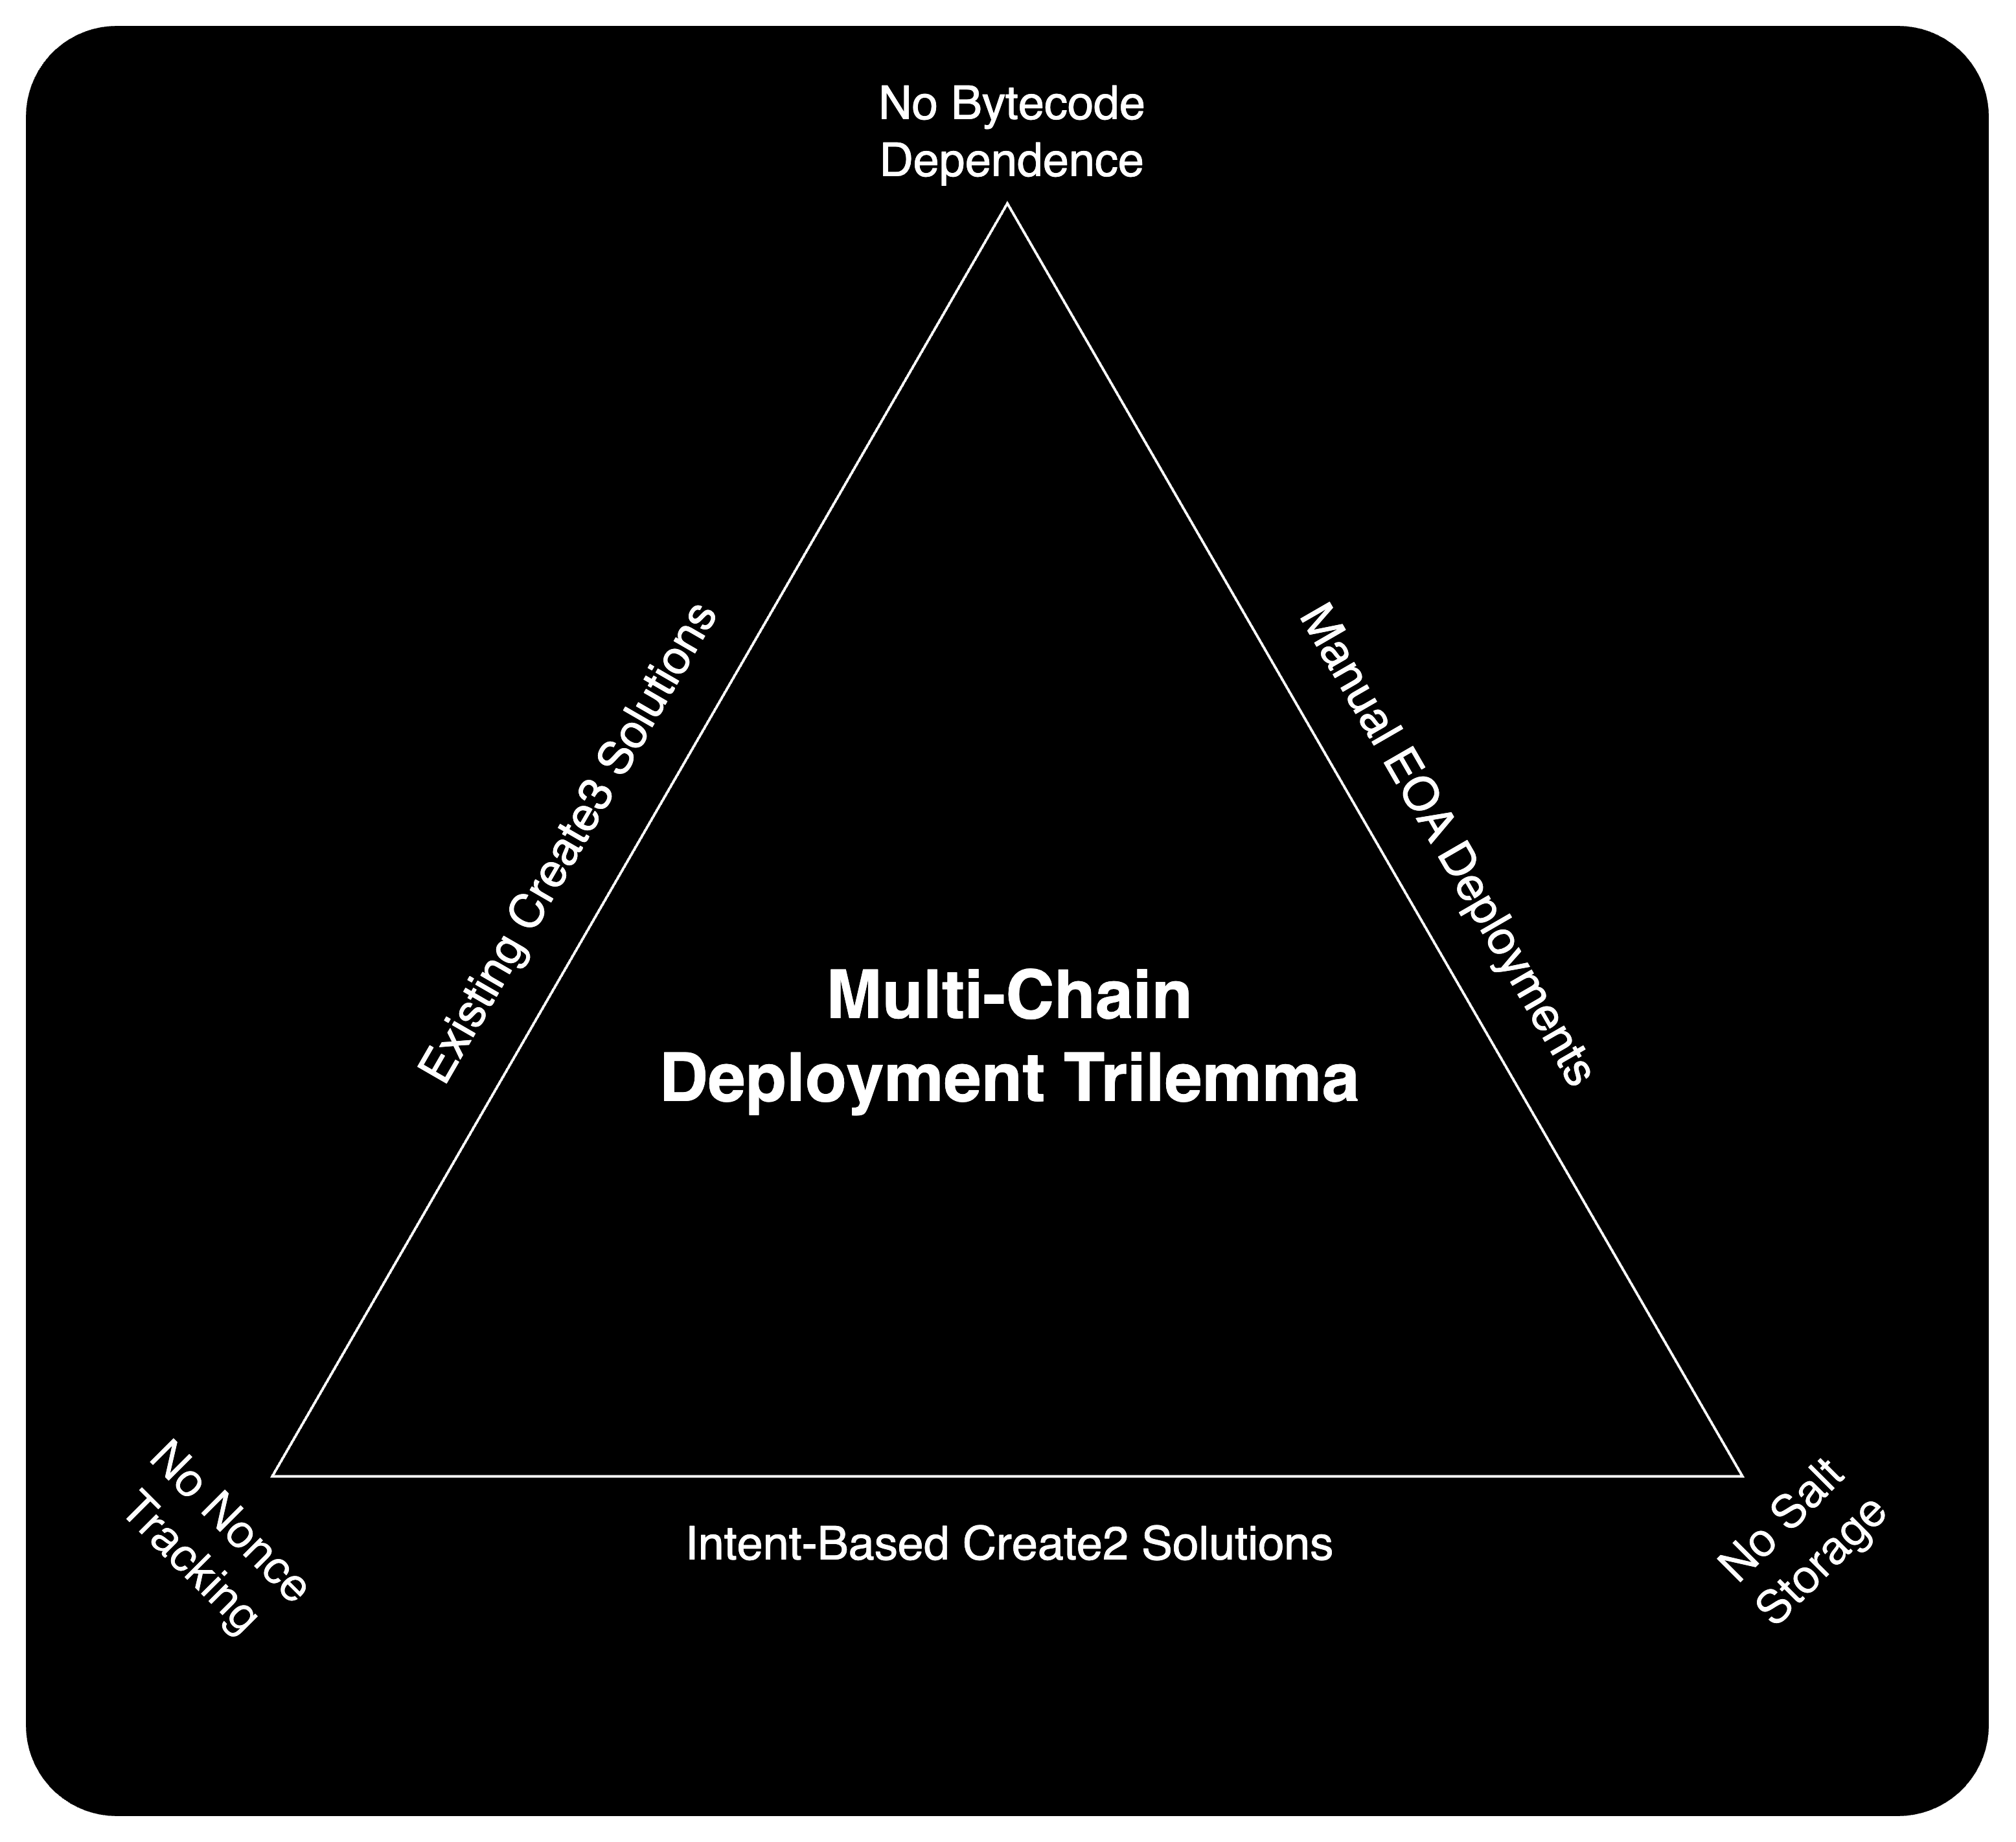 No Bytecode
Dependence
Existing Create3 Solutions
Manual EOA Deployments
Multi-Chain
Deployment Trilemma
No Nonce
Tracking
Intent-Based Create2 Solutions
No Salt
Storage